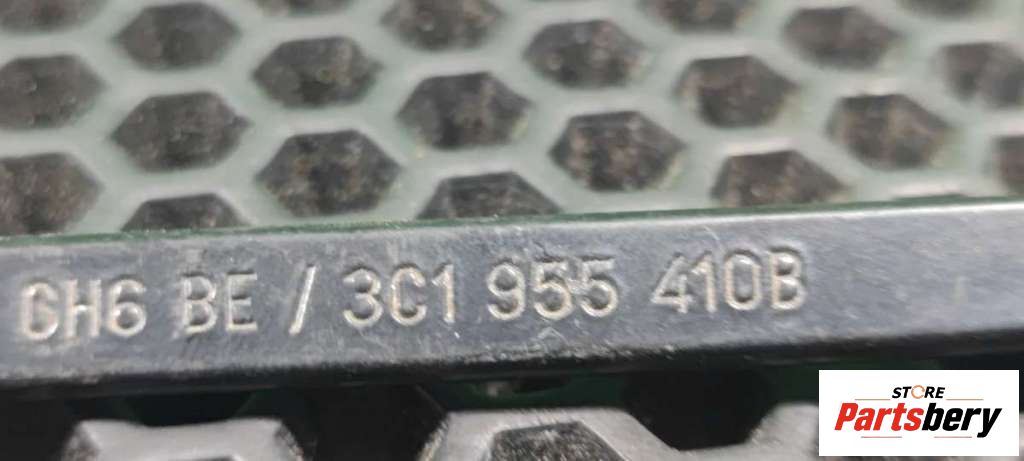 GH6 BE / 3C1 955 410B
STORE
Partsbery